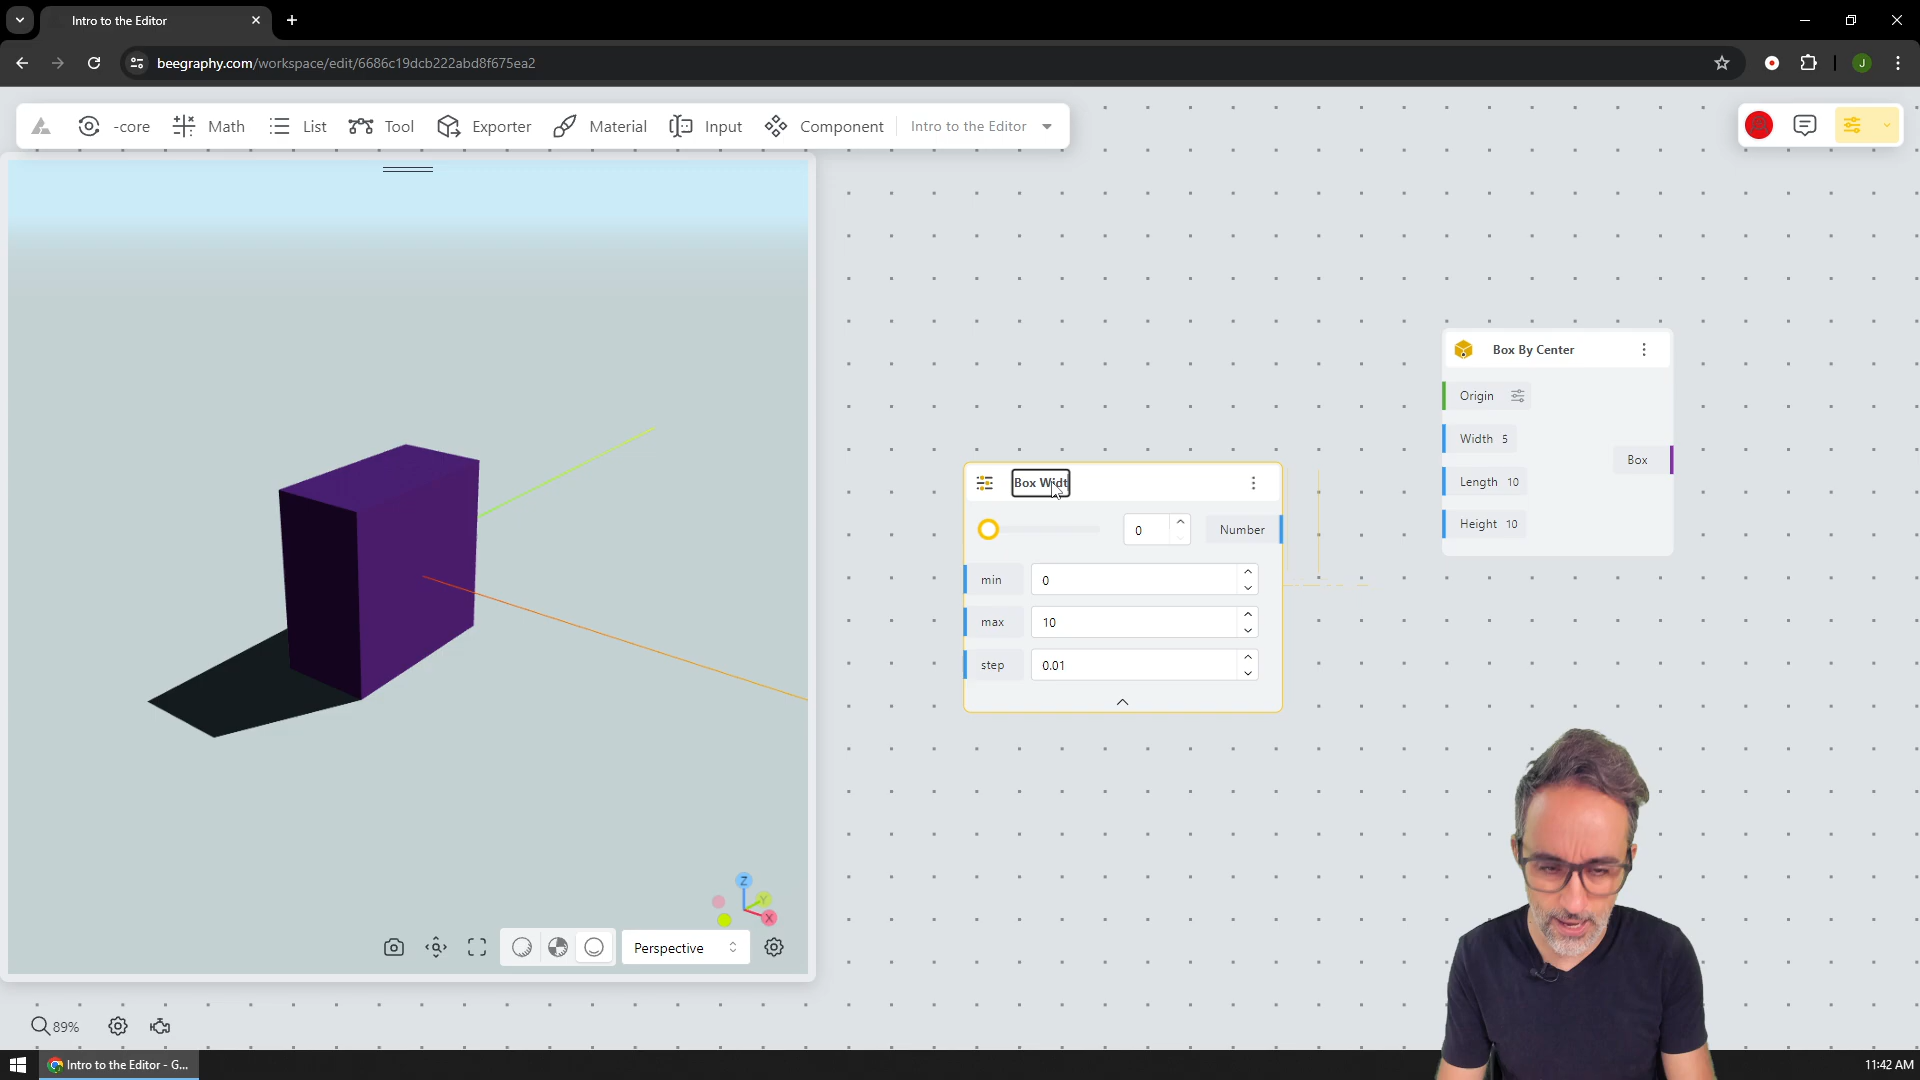 Intro to the Editor
beegraphy.com/workspace/edit/6686c19dcb222abd8f675ea2
J
-core
Math
List
Tool
Exporter
Material
Input
Component
Intro to the Editor
Box By Center
Origin
Width 5
Length 10
Height 10
Box
Box Widt
0
Number
min 0
max 10
step 0.01
Z
Y
X
Perspective
89%
Intro to the Editor - G...
11:42 AM